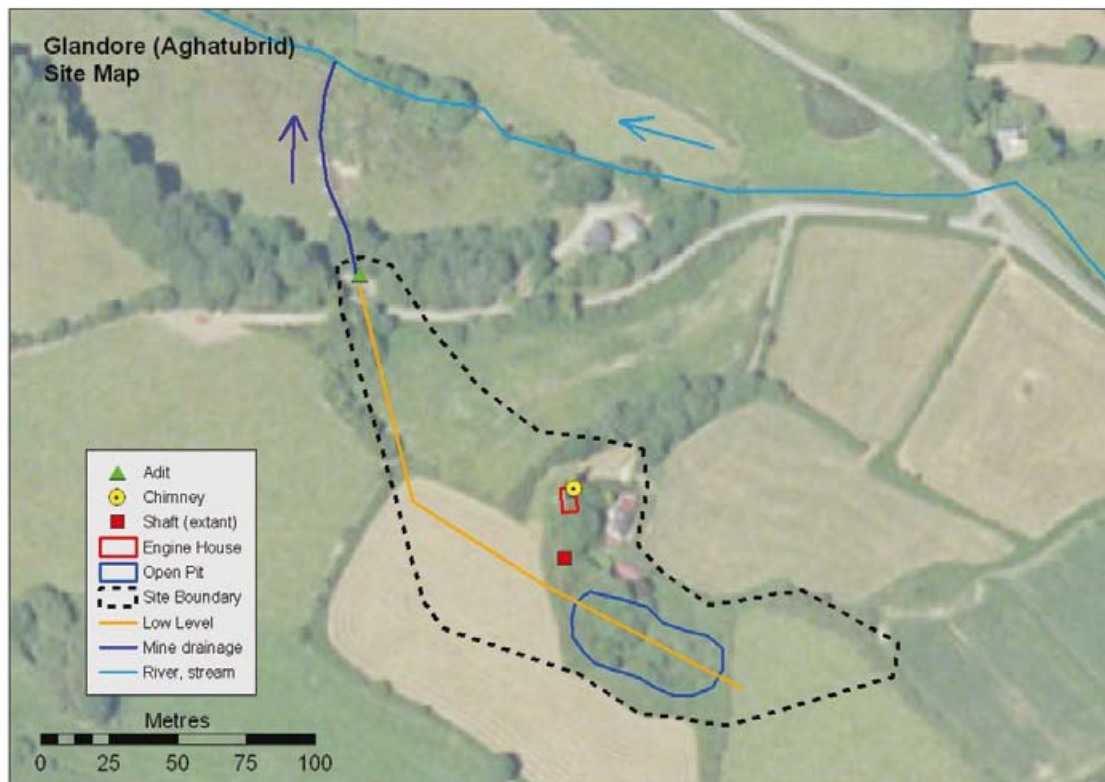 Glandore (Aghatubrid)
Site Map
Adit
Chimney
Shaft (extant)
Engine House
Open Pit
Site Boundary
Low Level
Mine drainage
River, stream
Metres
0 25 50 75 100